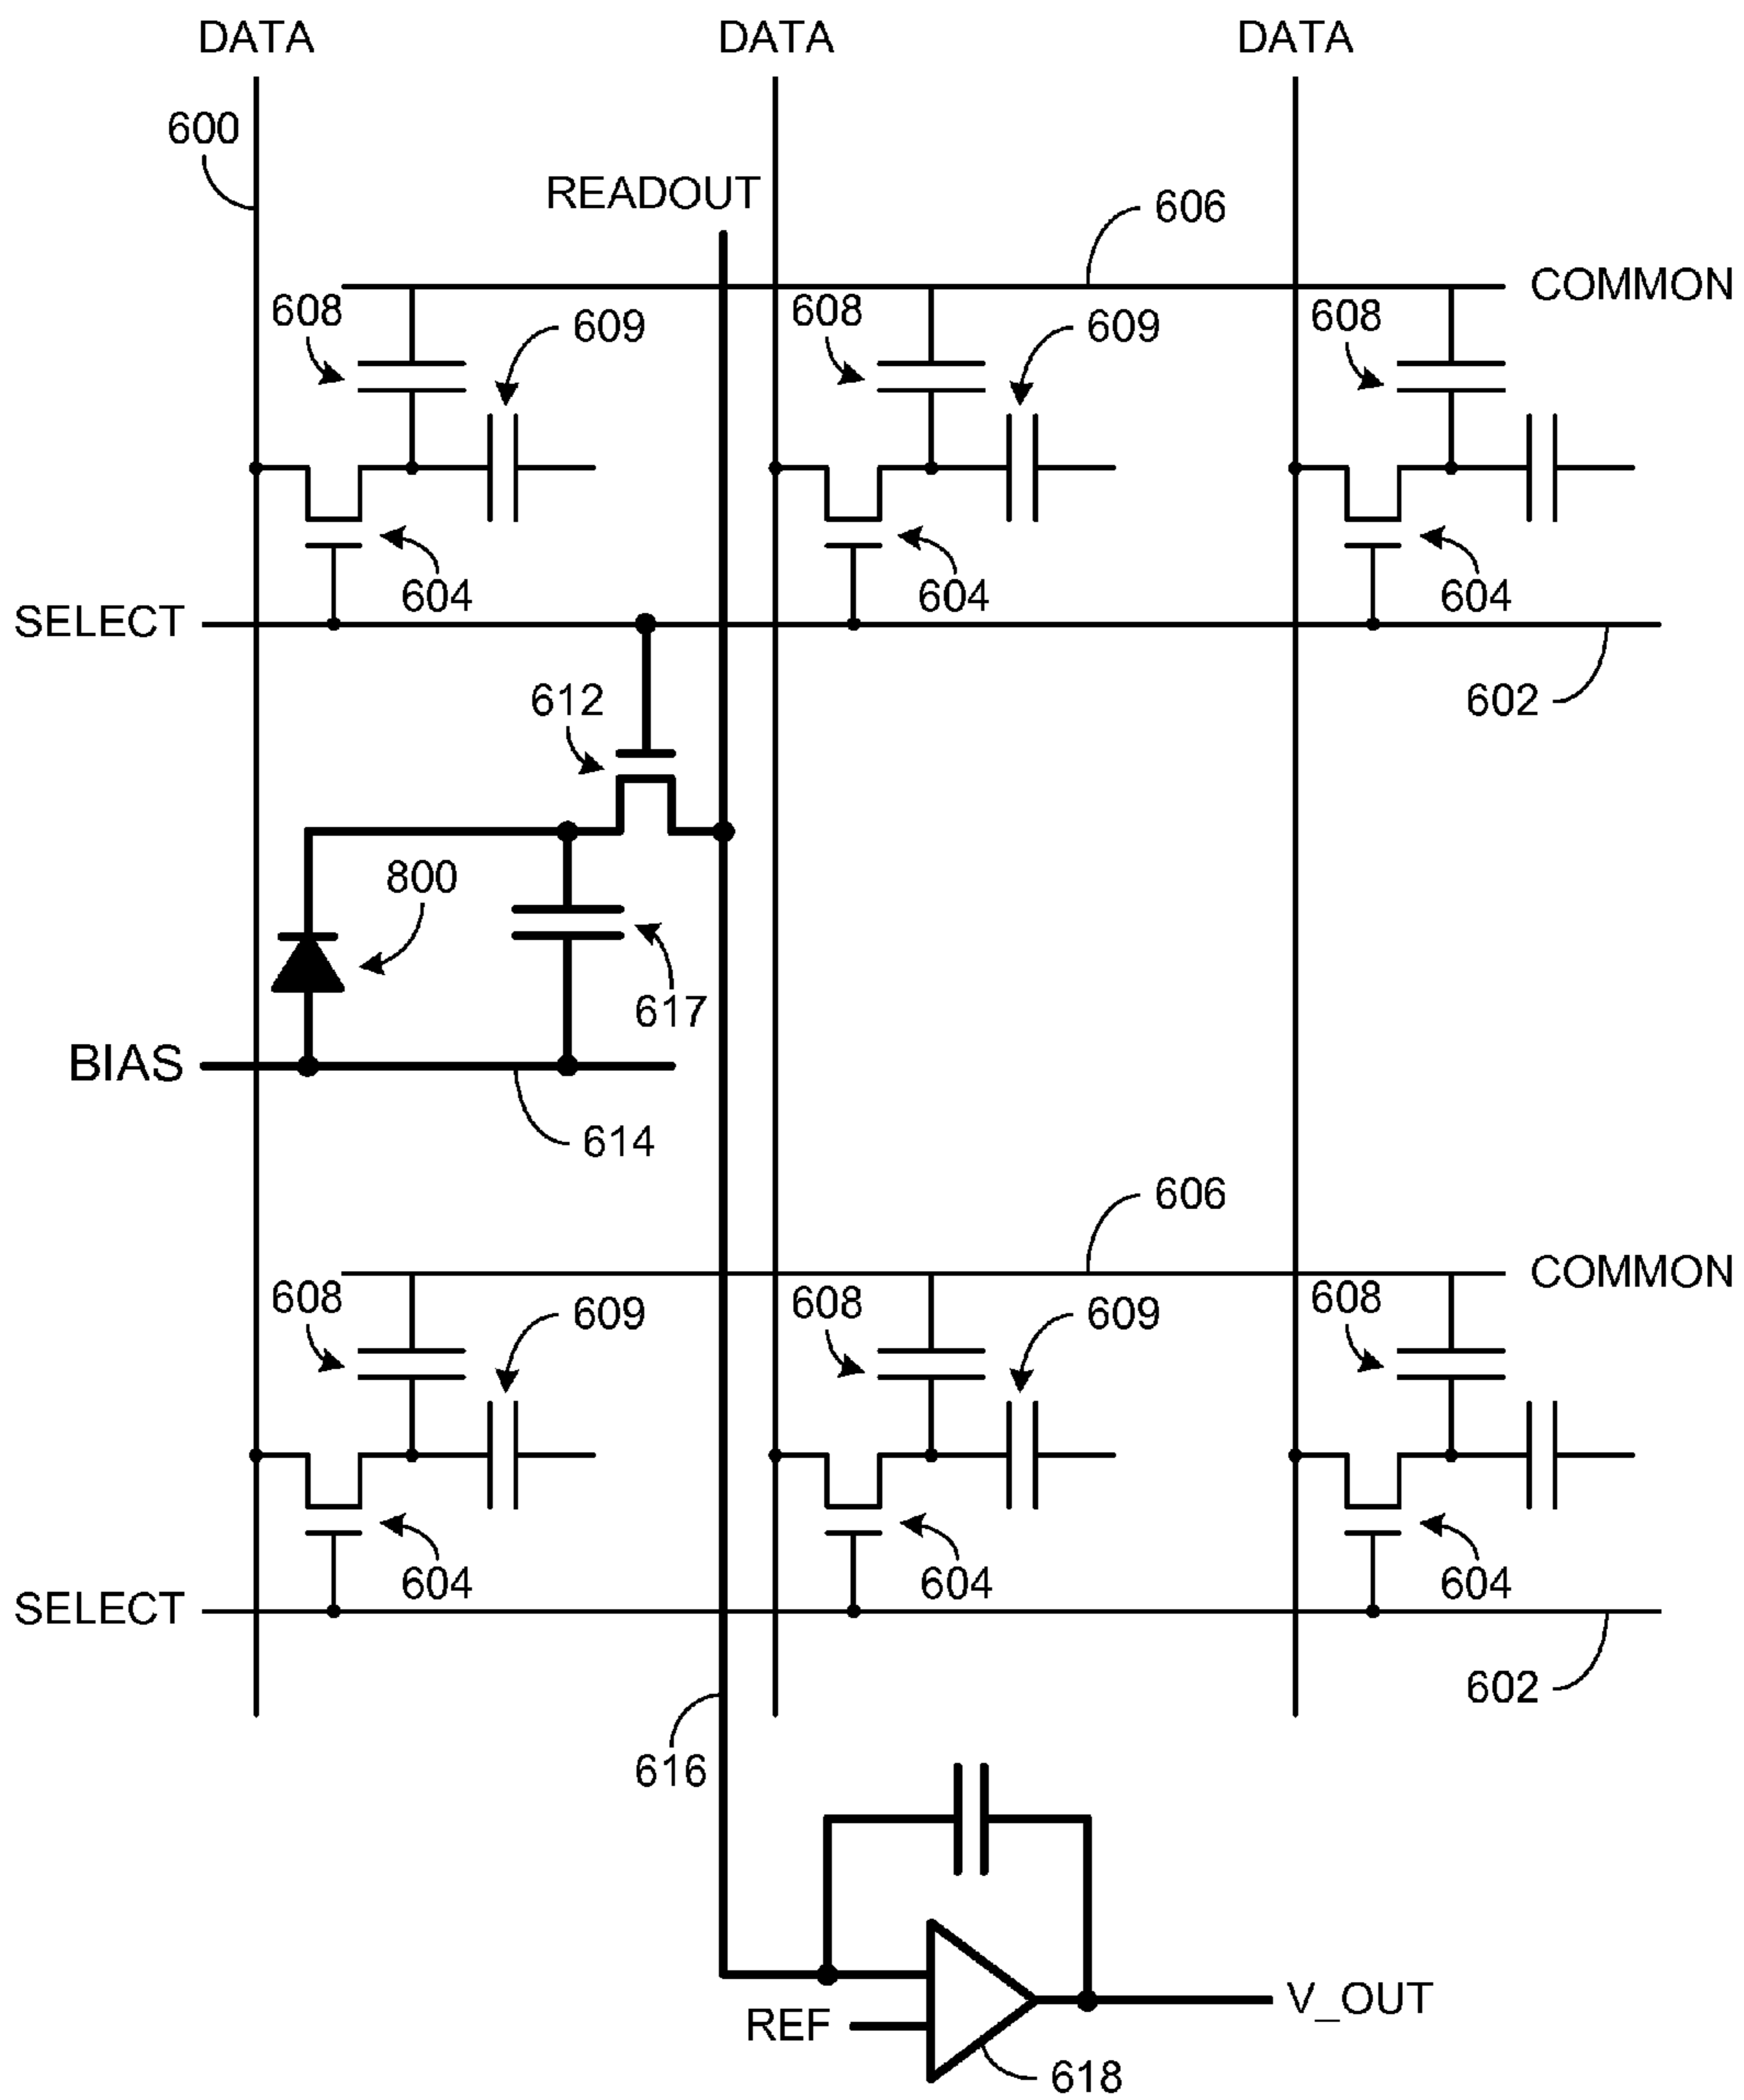 DATA DATA DATA
600
READOUT
606
COMMON
608 609 608 609 608
604 604 604
SELECT
612
602
800
617
BIAS
614
606
COMMON
608 609 608 609 608
604 604 604
SELECT
602
616
V_OUT
REF
618